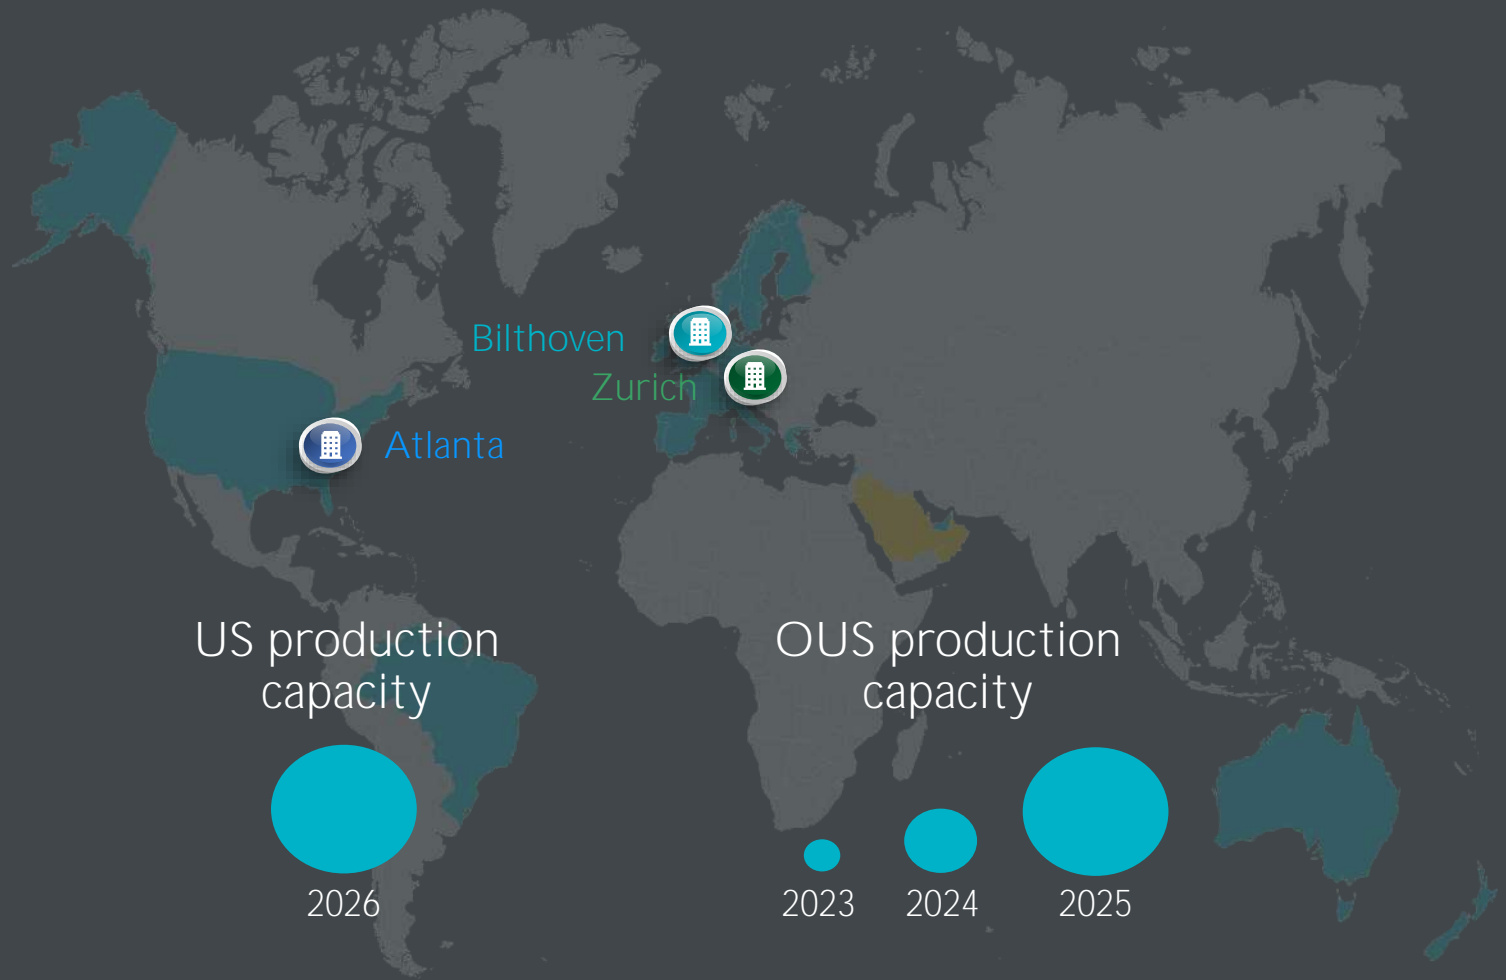 Bilthoven
Zurich
Atlanta
US production
capacity
2026
OUS production
capacity
2023
2024
2025